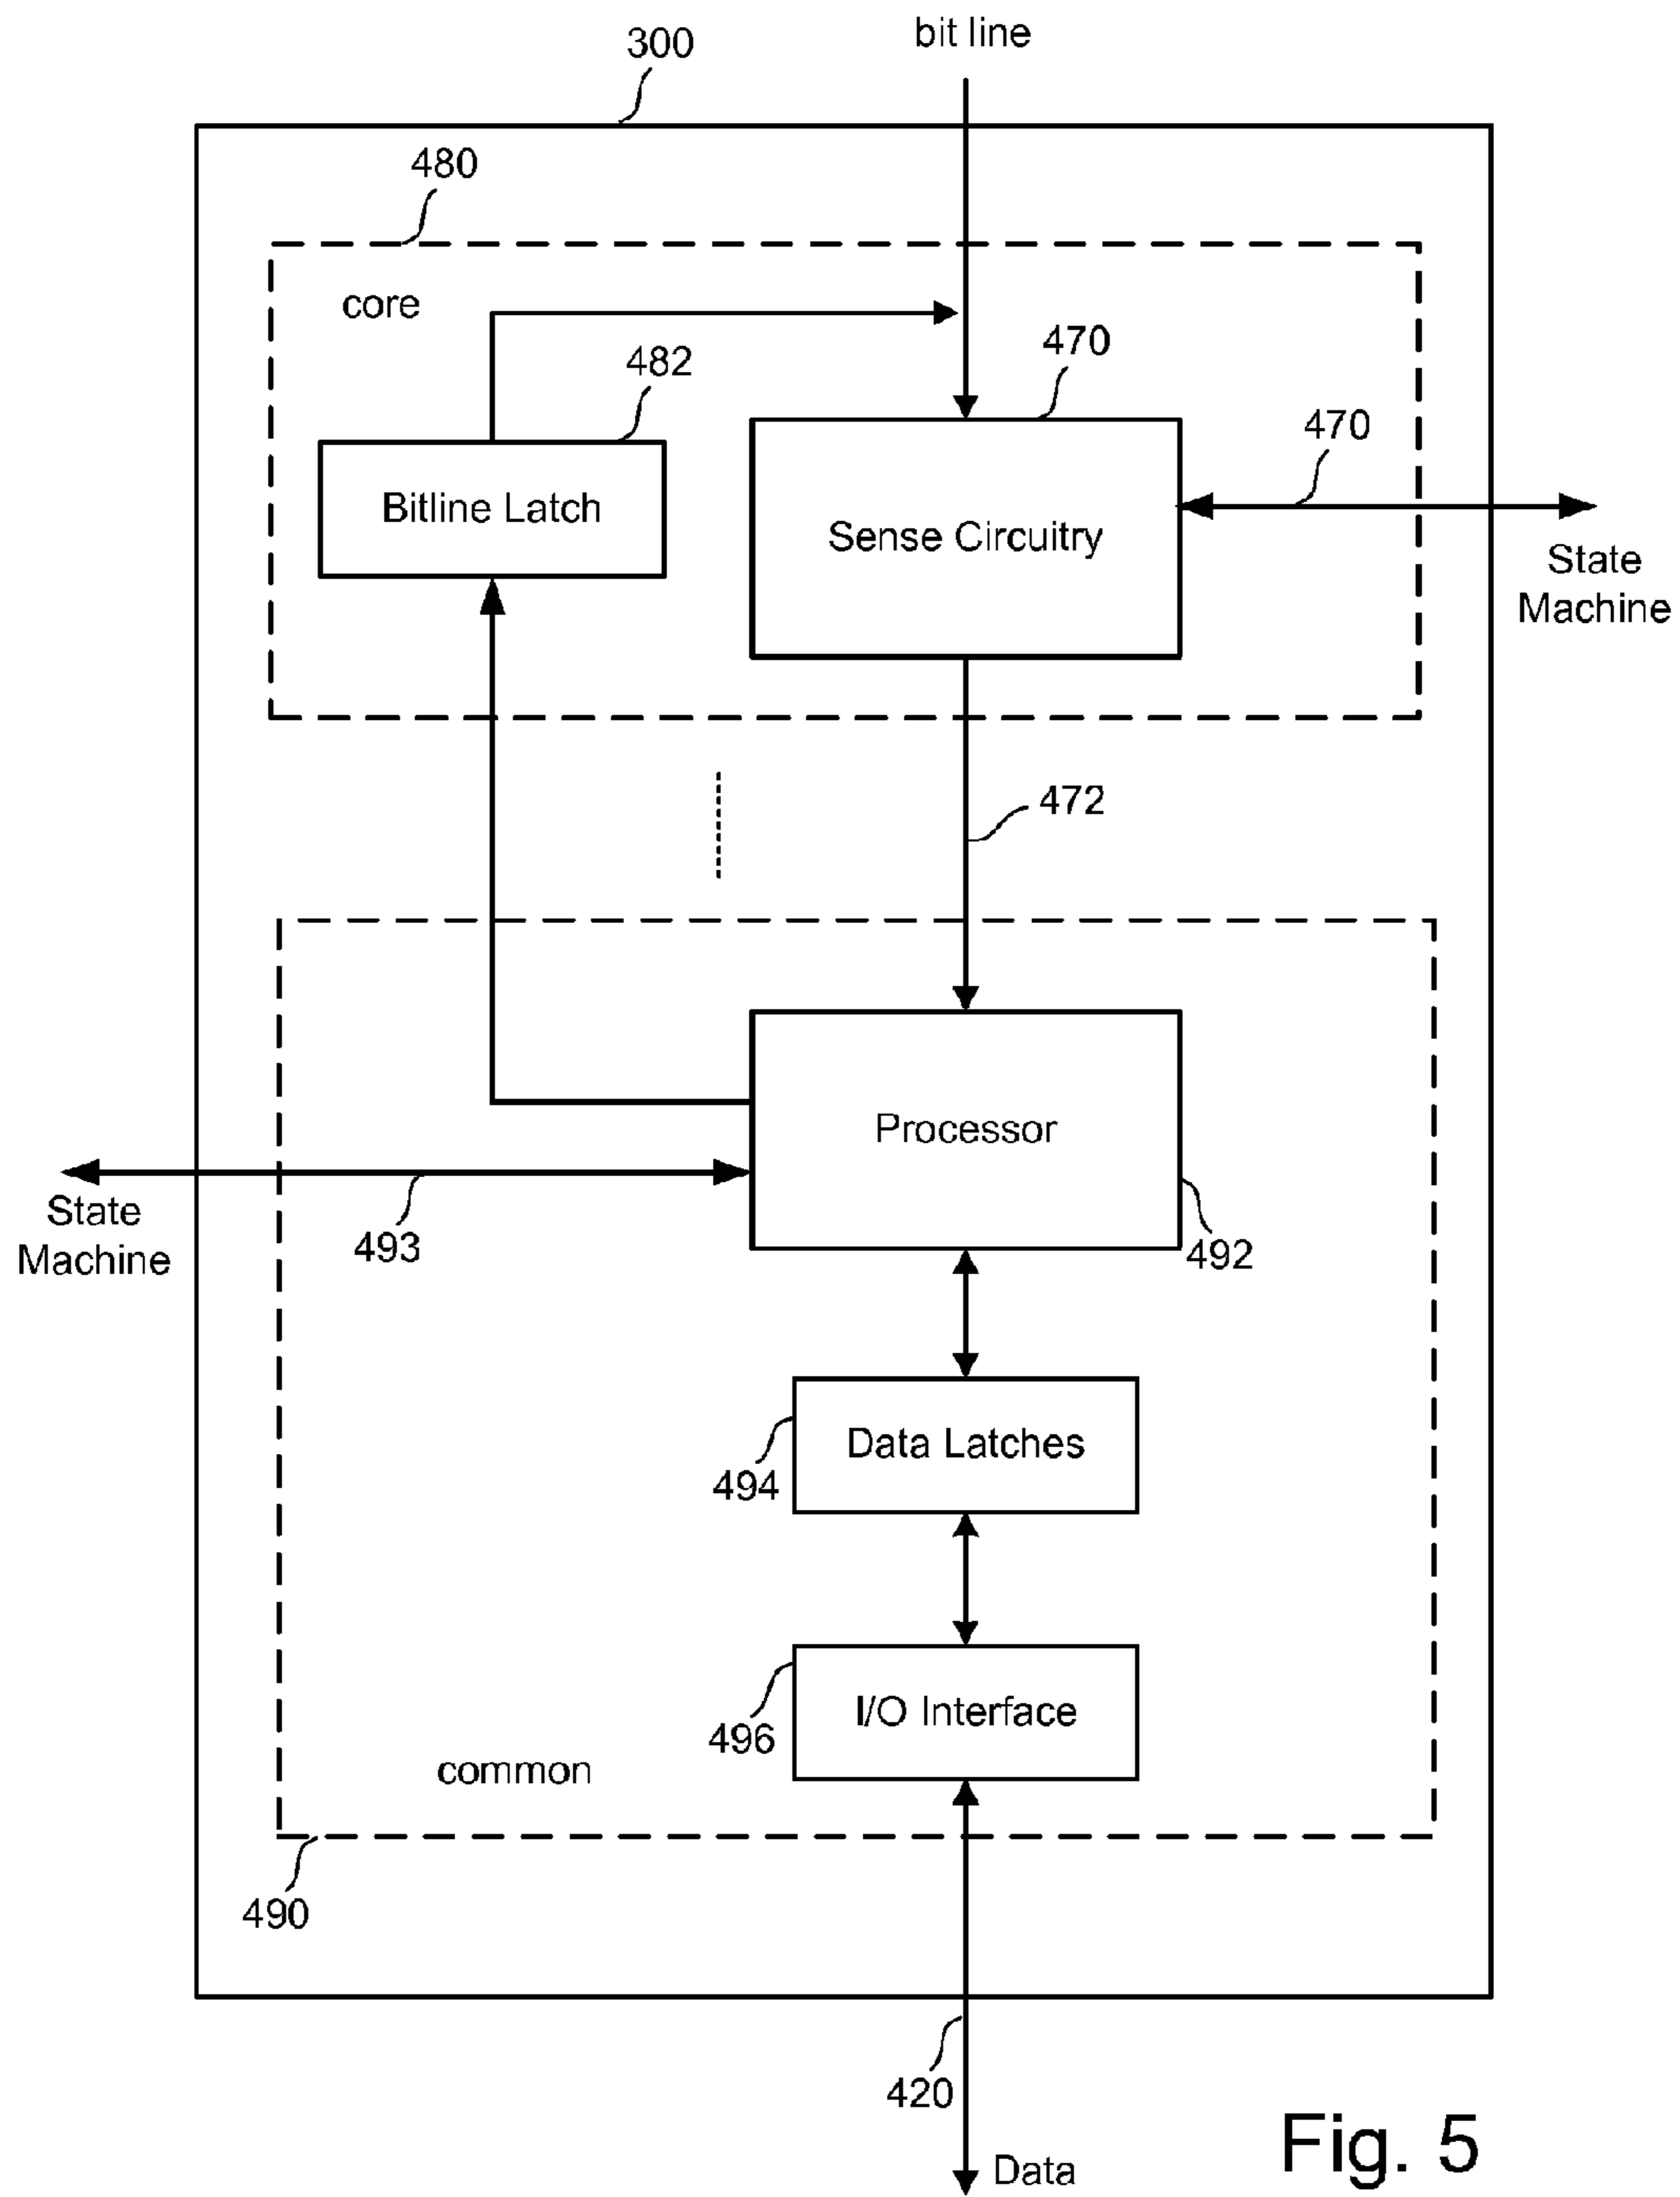 bit line
300
480
core
470
482
470
Bitline Latch
Sense Circuitry
State
Machine
472
Processor
State
Machine
493
492
Data Latches
494
I/O Interface
496
common
490
420
Data
Fig. 5